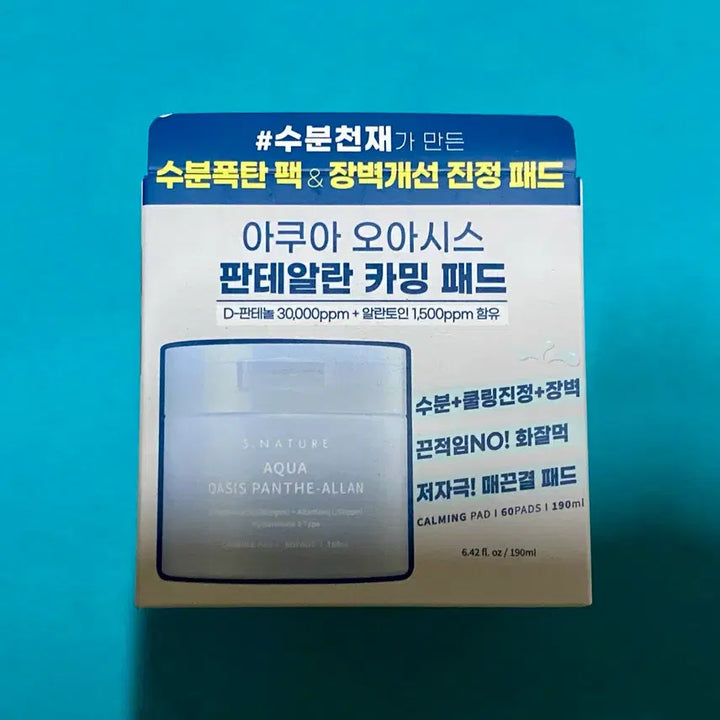 #수분천재가 만든
수분폭탄 팩 & 장벽개선 진정 패드
아쿠아 오아시스
판테알란 카밍 패드
D-판테놀 30,000ppm + 알란토인 1,500ppm 함유
S.NATURE
AQUA
OASIS PANTHE-ALLAN
CALMING PAD I 60PADS I 190ml
수분+쿨링진정+장벽
끈적임NO! 화잘먹
저자극! 매끈결 패드
CALMING PAD I 60PADS I 190ml
6.42 fl. oz / 190ml